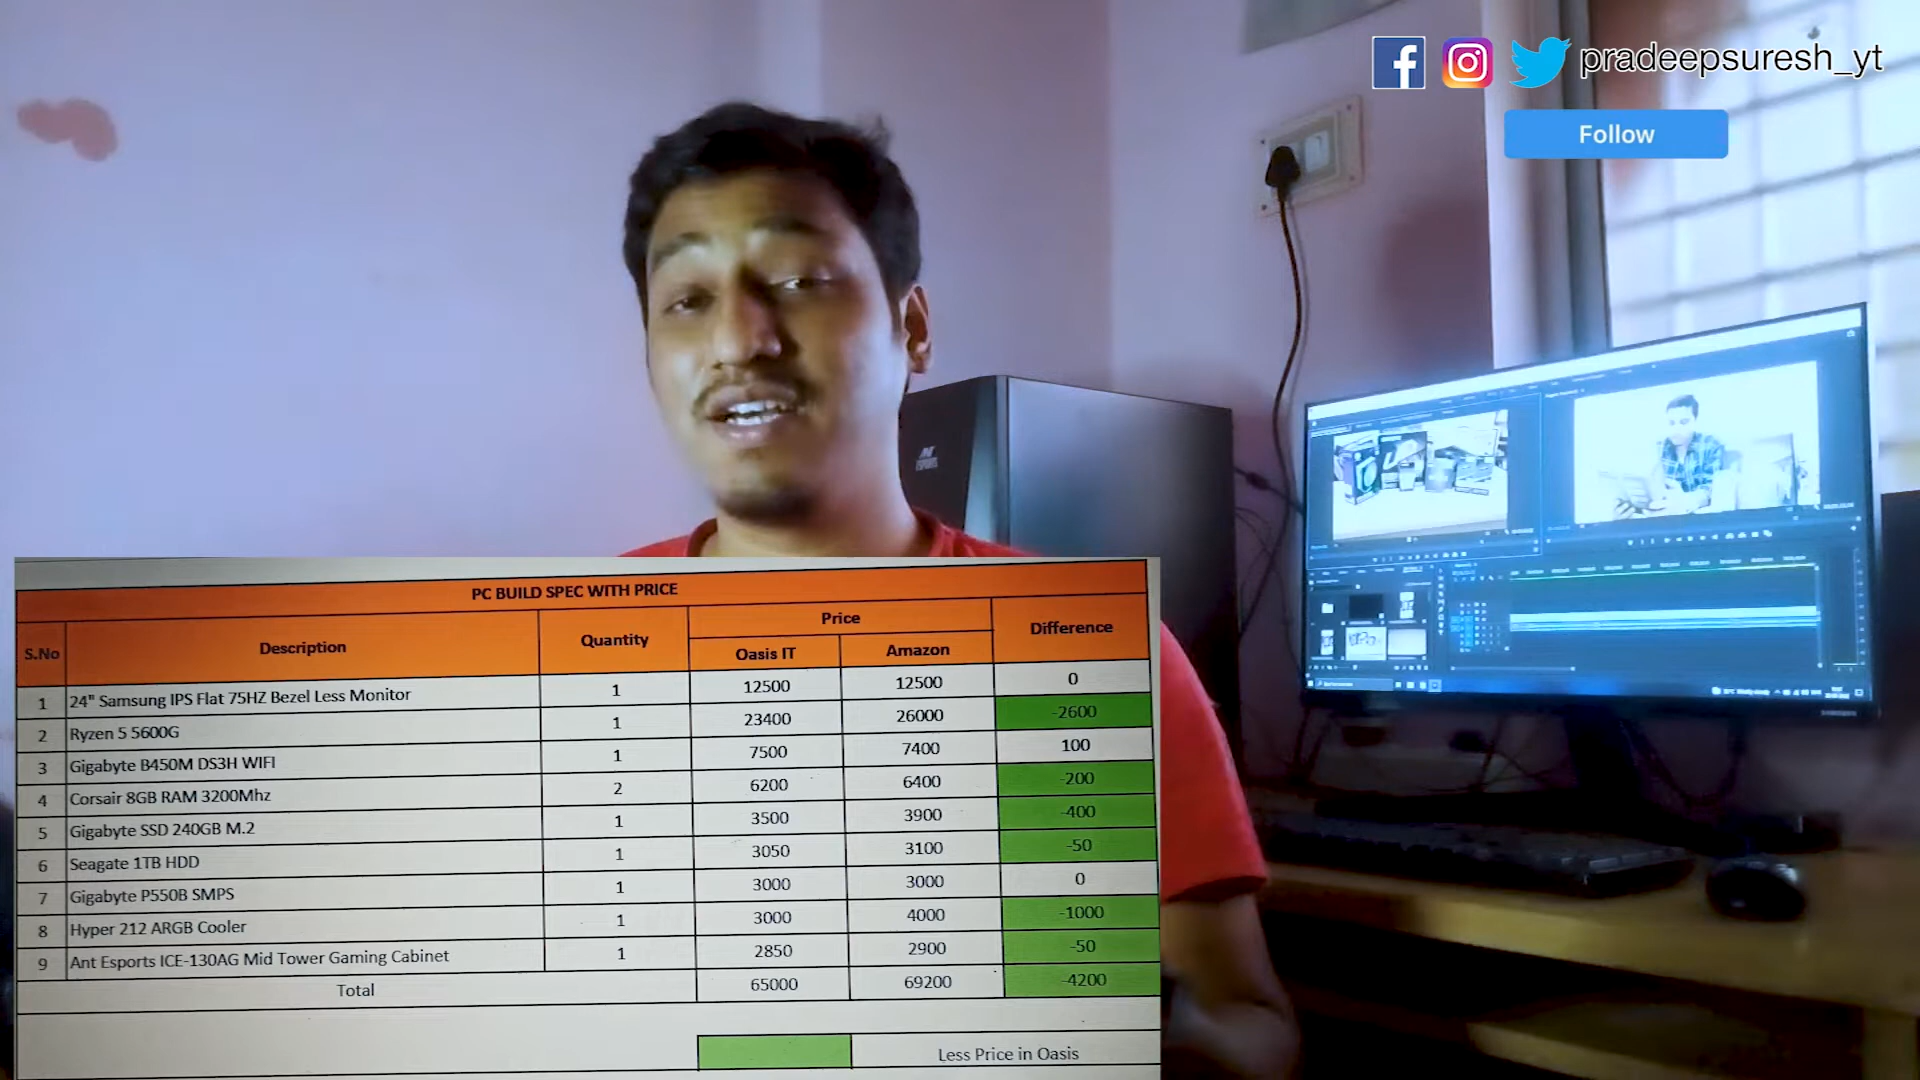 pradeepsuresh_yt
Follow
PC BUILD SPEC WITH PRICE
S.No Description Quantity Price Difference
Oasis IT Amazon
1 24" Samsung IPS Flat 75HZ Bezel Less Monitor 1 12500 12500 0
2 Ryzen 5 5600G 1 23400 26000 -2600
3 Gigabyte B450M DS3H WIFI 1 7500 7400 100
4 Corsair 8GB RAM 3200Mhz 2 6200 6400 -200
5 Gigabyte SSD 240GB M.2 1 3500 3900 -400
6 Seagate 1TB HDD 1 3050 3100 -50
7 Gigabyte P550B SMPS 1 3000 3000 0
8 Hyper 212 ARGB Cooler 1 3000 4000 -1000
9 Ant Esports ICE-130AG Mid Tower Gaming Cabinet 1 2850 2900 -50
Total 65000 69200 -4200
Less Price in Oasis